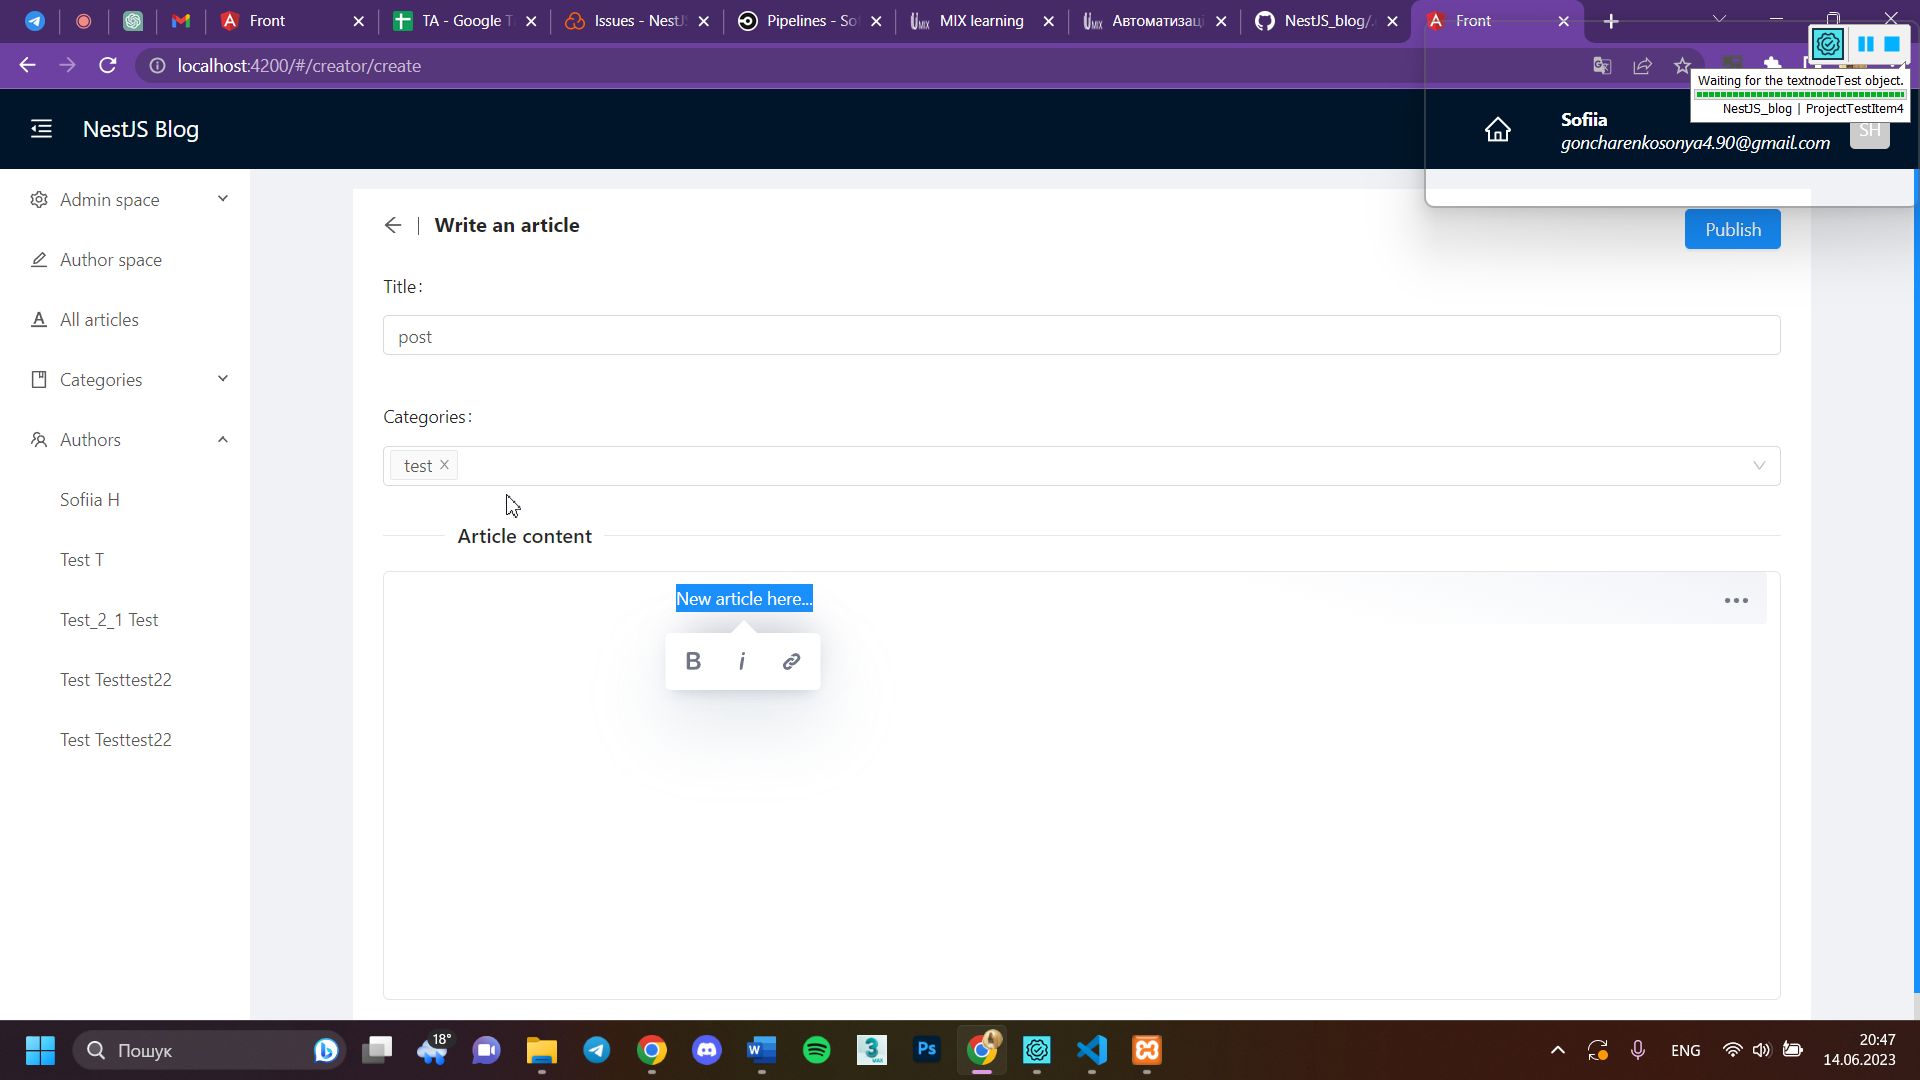 Front
TA - Google T
Issues - NestJS
Pipelines - So
MIX learning
Автоматизаці
NestJS_blog/.
Front
localhost:4200/#/creator/create
Waiting for the textnodeTest object.
NestJS_blog | ProjectTestItem4
NestJS Blog
Sofiia
goncharenkosonya4.90@gmail.com
SH
Admin space
Author space
All articles
Categories
Authors
Sofiia H
Test T
Test_2_1 Test
Test Testtest22
Test Testtest22
Write an article
Publish
Title:
post
Categories:
test
Article content
New article here...
B
i
Пошук
18°
Ps
ENG
20:47
14.06.2023